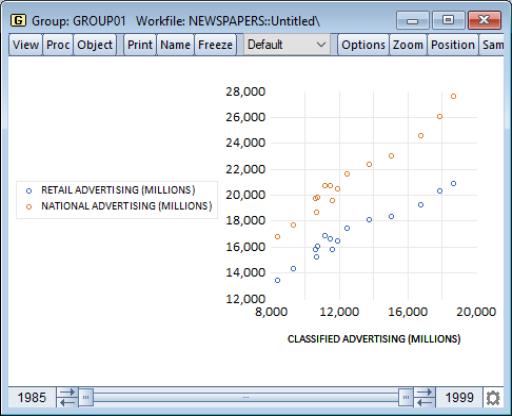 Group: GROUP01 Workfile: NEWSPAPERS::Untitled\
View Proc Object Print Name Freeze Default Options Zoom Position Sam
28,000
26,000
24,000
22,000
20,000
18,000
16,000
14,000
12,000
RETAIL ADVERTISING (MILLIONS)
NATIONAL ADVERTISING (MILLIONS)
8,000 12,000 16,000 20,000
CLASSIFIED ADVERTISING (MILLIONS)
1985 1999